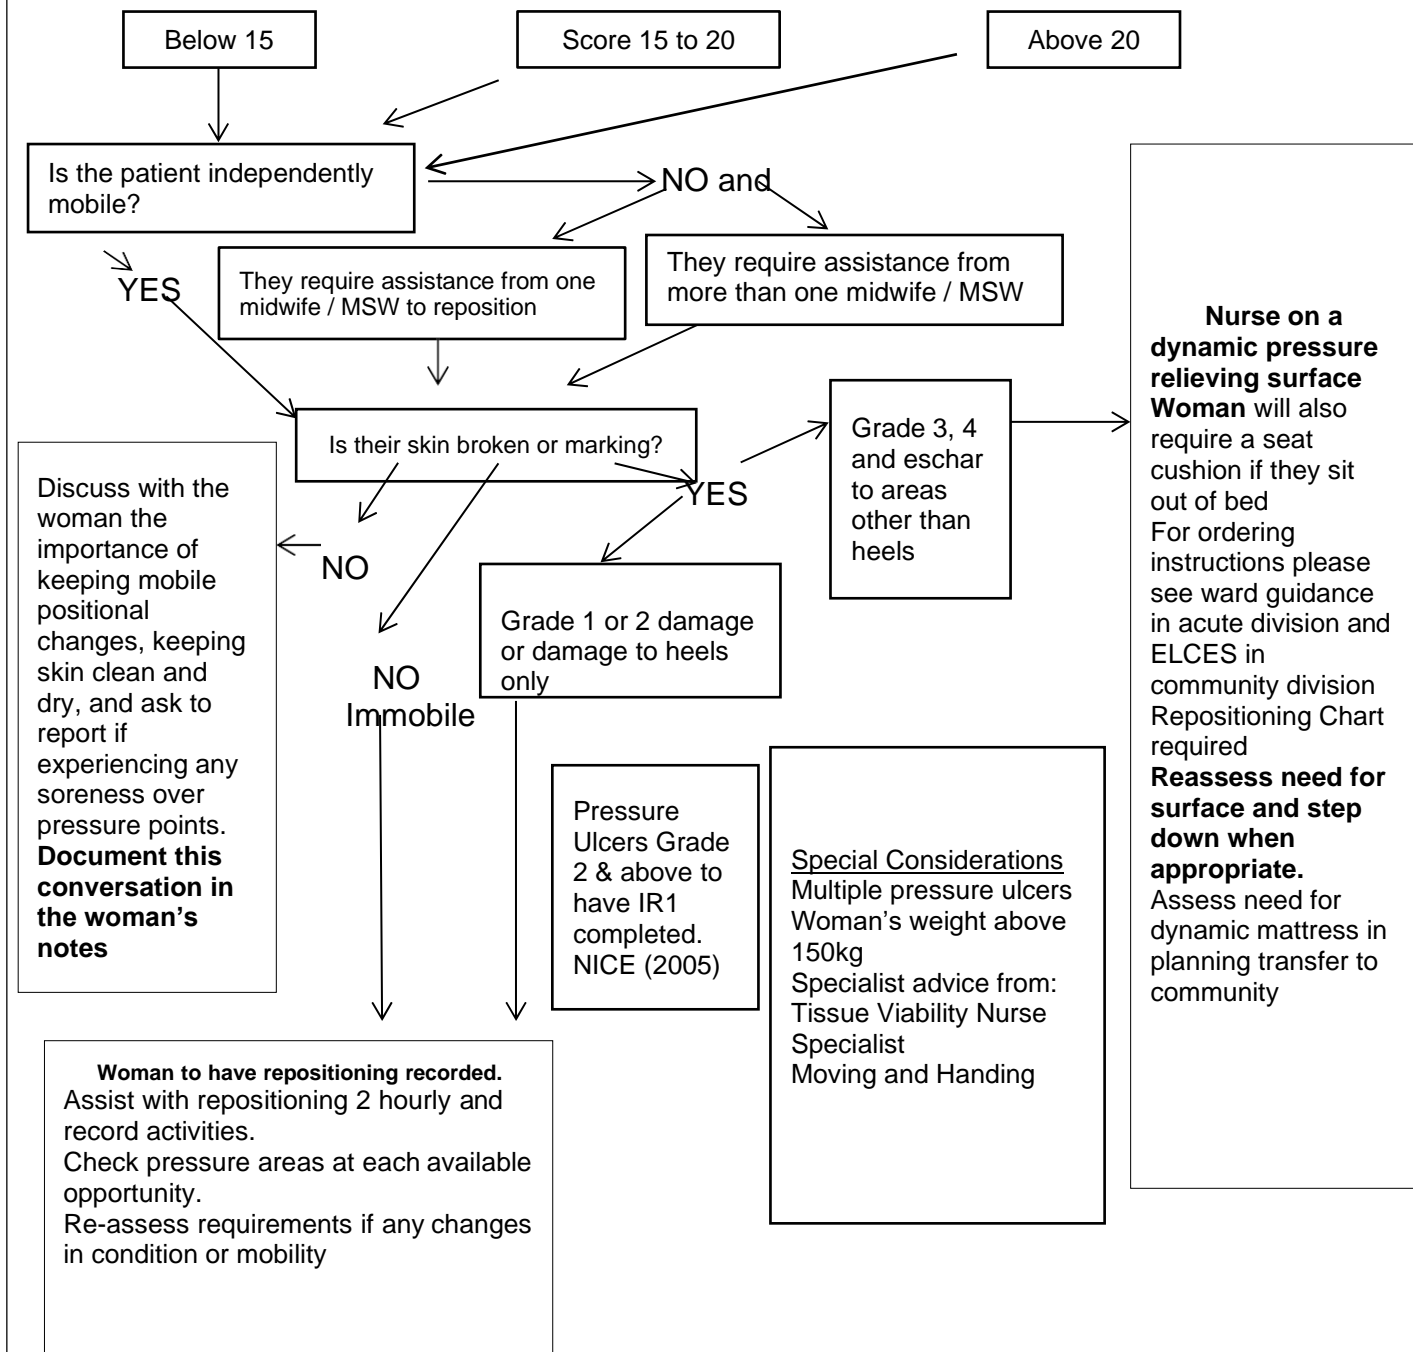 Below 15
Score 15 to 20
Above 20
Is the patient independently
mobile?
NO and
YES
They require assistance from one
midwife / MSW to reposition
They require assistance from
more than one midwife / MSW
Is their skin broken or marking?
YES
NO
NO
Immobile
Discuss with the
woman the
importance of
keeping mobile
positional
changes, keeping
skin clean and
dry, and ask to
report if
experiencing any
soreness over
pressure points.
Document this
conversation in
the woman’s
notes
Grade 1 or 2 damage
or damage to heels
only
Grade 3, 4
and eschar
to areas
other than
heels
Nurse on a
dynamic pressure
relieving surface
Woman will also
require a seat
cushion if they sit
out of bed
For ordering
instructions please
see ward guidance
in acute division and
ELCES in
community division
Repositioning Chart
required
Reassess need for
surface and step
down when
appropriate.
Assess need for
dynamic mattress in
planning transfer to
community
Pressure
Ulcers Grade
2 & above to
have IR1
completed.
NICE (2005)
Special Considerations
Multiple pressure ulcers
Woman’s weight above
150kg
Specialist advice from:
Tissue Viability Nurse
Specialist
Moving and Handing
Woman to have repositioning recorded.
Assist with repositioning 2 hourly and
record activities.
Check pressure areas at each available
opportunity.
Re-assess requirements if any changes
in condition or mobility